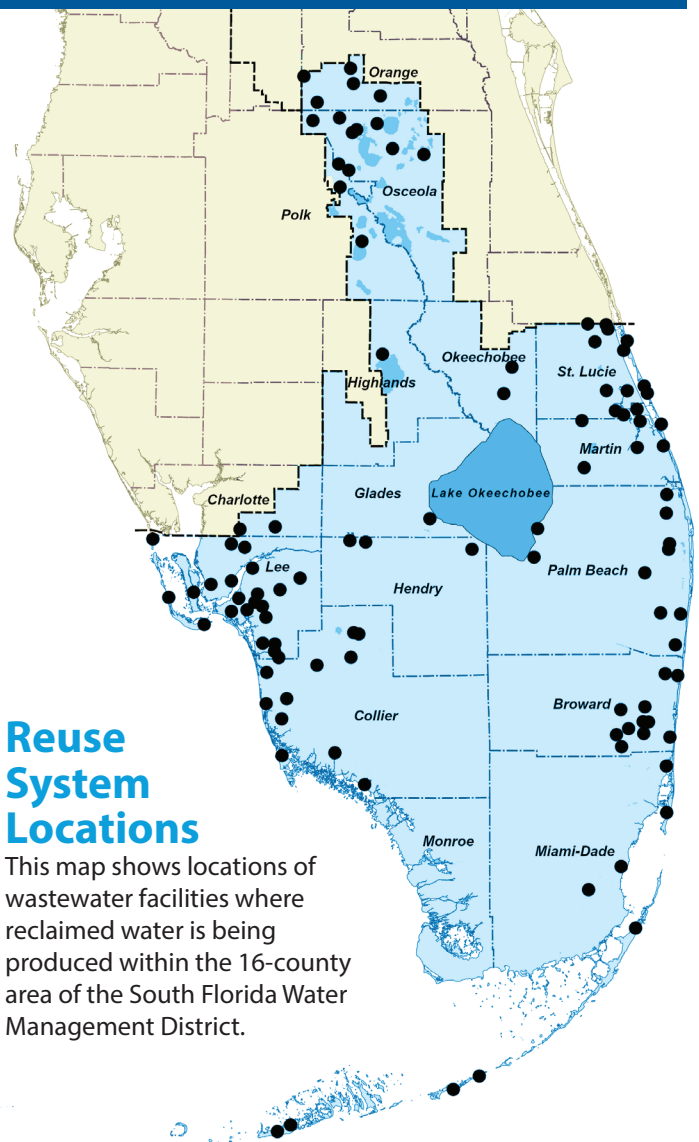 Orange
Osceola
Polk
Okeechobee
St. Lucie
Highlands
Martin
Charlotte
Glades
Lake Okeechobee
Lee
Palm Beach
Hendry
Broward
Collier
Monroe
Miami-Dade
Reuse
System
Locations
This map shows locations of
wastewater facilities where
reclaimed water is being
produced within the 16-county
area of the South Florida Water
Management District.